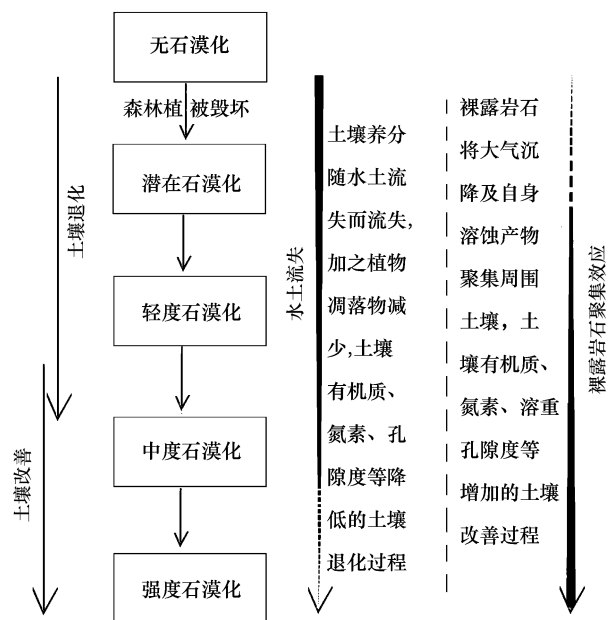 无石漠化
森林植被毁坏
潜在石漠化
轻度石漠化
中度石漠化
强度石漠化
土壤退化
土壤改善
水土流失
土壤养分
随水土流
失而流失,
加之植物
凋落物减
少,土壤
有机质、
氮素、孔
隙度等降
低的土壤
退化过程
裸露岩石
将大气沉
降及自身
溶蚀产物
聚集周围
土壤，土
壤有机质、
氮素、溶重
孔隙度等
增加的土壤
改善过程
裸露岩石聚集效应